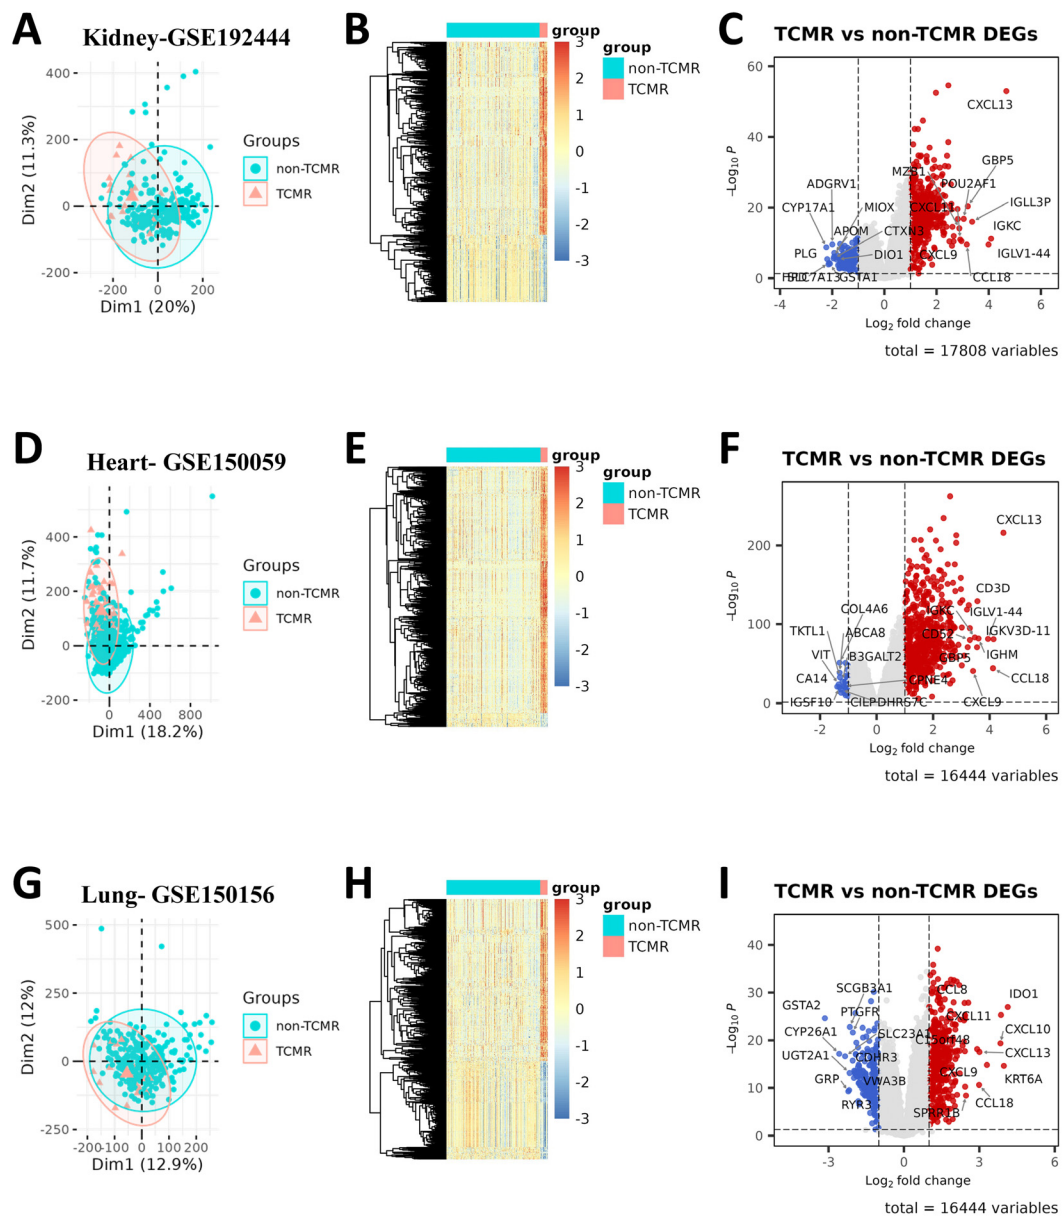 A
Kidney-GSE192444
400
200
0
-200
-200
0
200
Dim2 (11.3%)
Dim1 (20%)
Groups
non-TCMR
TCMR
B
group
3
2
1
0
-1
-2
-3
group
non-TCMR
TCMR
C
TCMR vs non-TCMR DEGs
60
40
20
0
-4
-2
0
2
4
6
-Log10 P
Log2 fold change
CXCL13
GBP5
MZB1
POU2AF1
ADGRV1
IGLL3P
CYP17A1
MIOX
CXCL11
IGKC
APOM
CTXN3
PLG
DIO1
CXCL9
IGLV1-44
SLC7A13
GSTA1
CCL18
total = 17808 variables
D
Heart- GSE150059
400
200
0
-200
0
400
800
Dim2 (11.7%)
Dim1 (18.2%)
Groups
non-TCMR
TCMR
E
group
3
2
1
0
-1
-2
-3
group
non-TCMR
TCMR
F
TCMR vs non-TCMR DEGs
200
100
0
-2
0
2
4
6
-Log10 P
Log2 fold change
CXCL13
CD3D
COL4A6
IGKC
IGLV1-44
TKTL1
ABCA8
CD52
IGKV3D-11
VIT
B3GALT2
GBP5
IGHM
CA14
CPNE4
CCL18
IGSF10
CILP
DHRS7C
CXCL9
total = 16444 variables
G
Lung- GSE150156
500
250
0
-250
-200
-100
0
100
200
Dim2 (12%)
Dim1 (12.9%)
Groups
non-TCMR
TCMR
H
group
3
2
1
0
-1
-2
-3
group
non-TCMR
TCMR
I
TCMR vs non-TCMR DEGs
40
30
20
10
0
-3
0
3
6
-Log10 P
Log2 fold change
SCGB3A1
CCL8
IDO1
GSTA2
PTGFR
CXCL11
CYP26A1
SLC23A1
C15orf48
CXCL10
UGT2A1
CDHR3
CXCL13
GRP
VWA3B
CXCL9
KRT6A
RYR3
SPRR1B
CCL18
total = 16444 variables